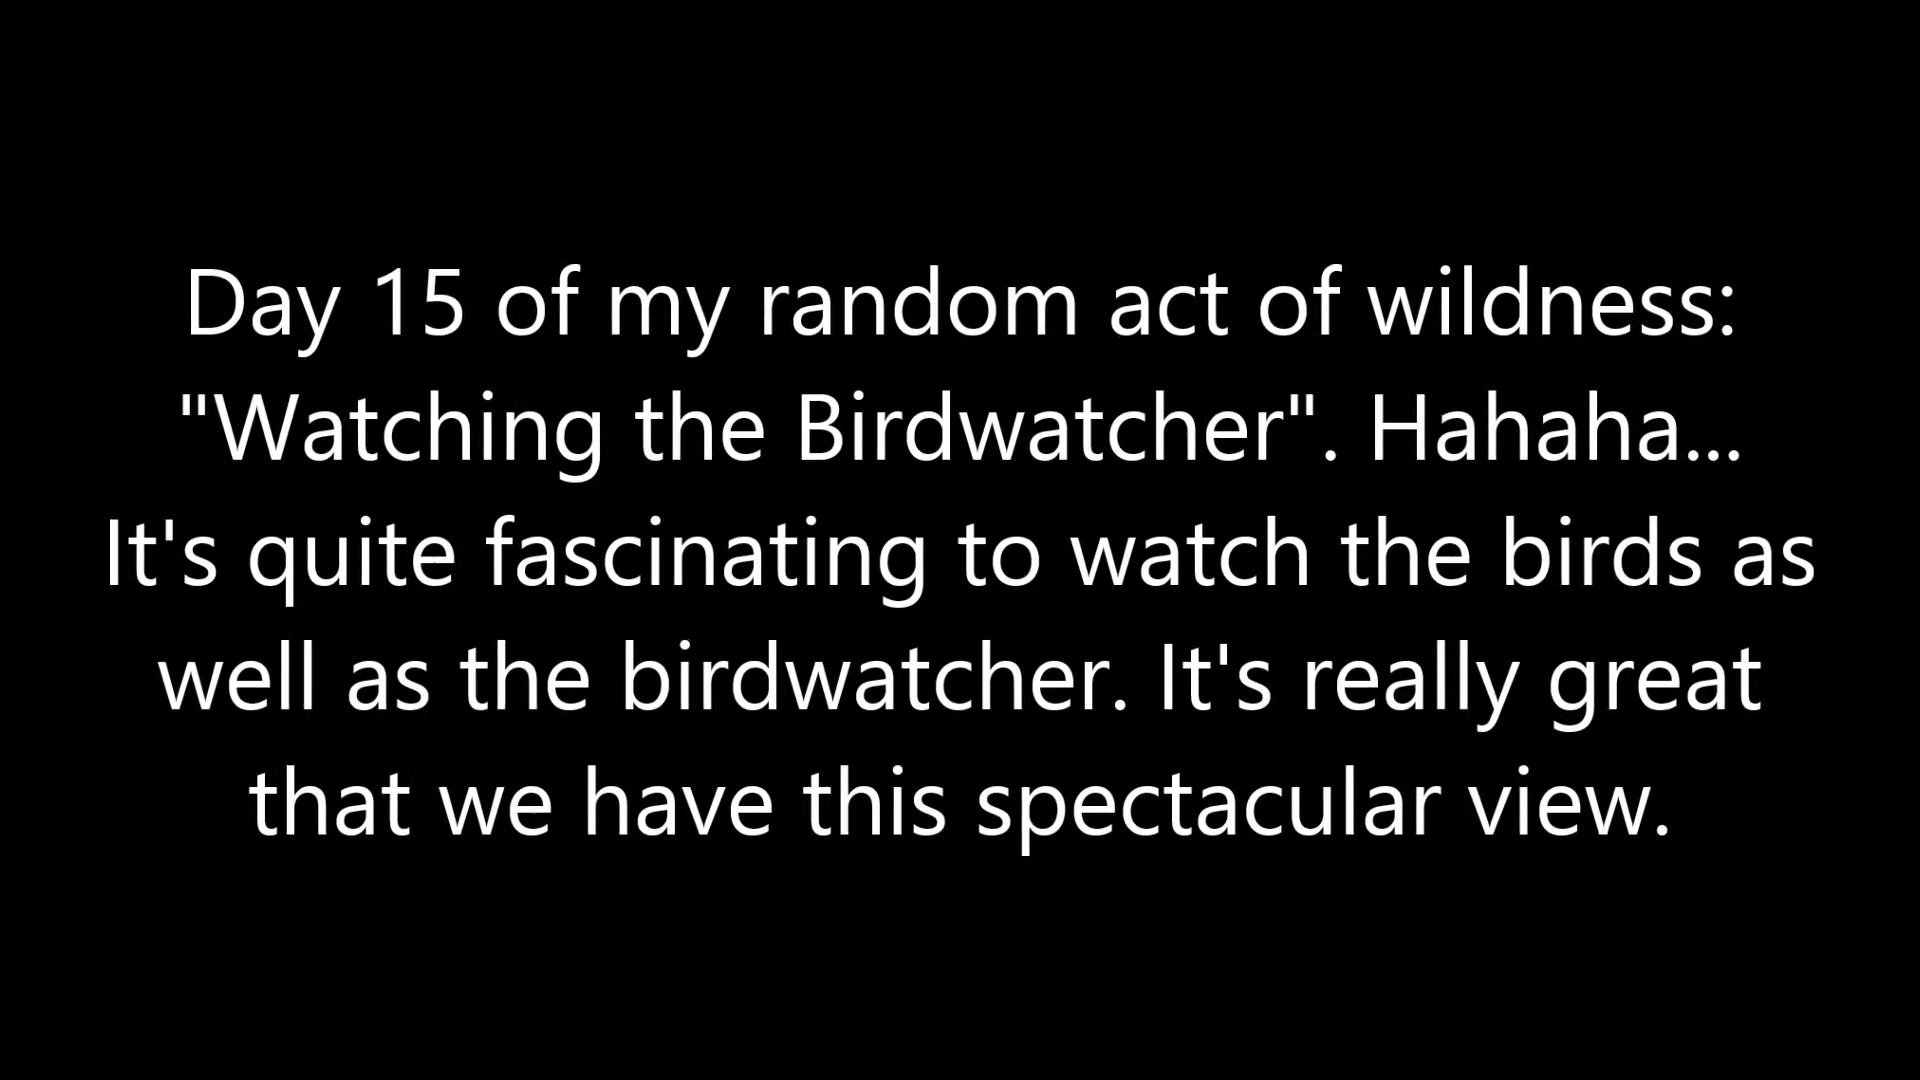 Day 15 of my random act of wildness:
"Watching the Birdwatcher". Hahaha...
It's quite fascinating to watch the birds as
well as the birdwatcher. It's really great
that we have this spectacular view.